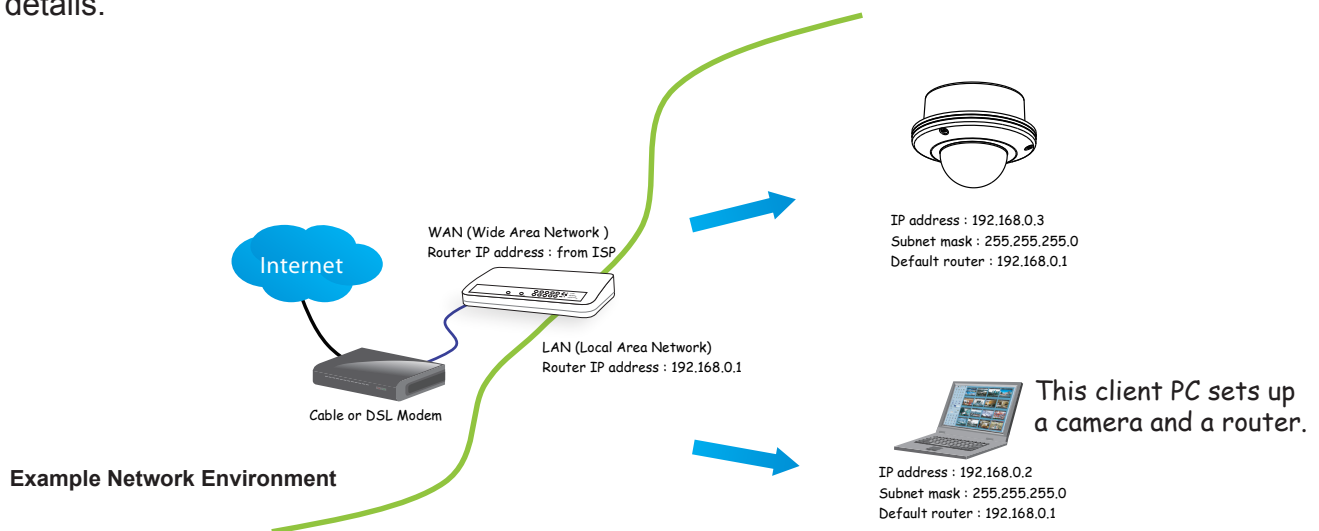 details.
WAN (Wide Area Network )
Router IP address : from ISP
Internet
LAN (Local Area Network)
Router IP address : 192.168.0.1
Cable or DSL Modem
IP address : 192.168.0.3
Subnet mask : 255.255.255.0
Default router : 192.168.0.1
This client PC sets up
a camera and a router.
IP address : 192.168.0.2
Subnet mask : 255.255.255.0
Default router : 192.168.0.1
Example Network Environment